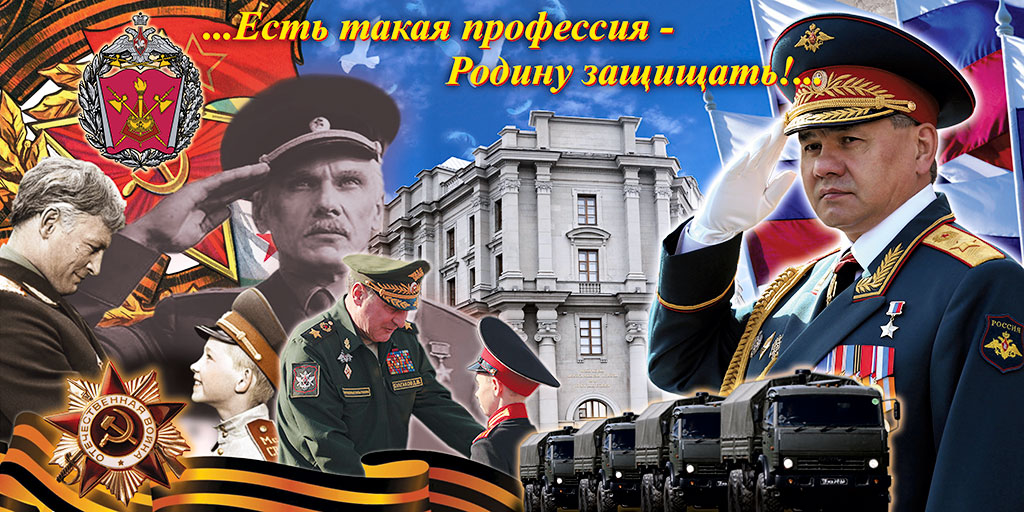 ...Есть такая профессия -
Родину защищать!...
РОССИЯ
ОТЕЧЕСТВЕННАЯ ВОЙНА